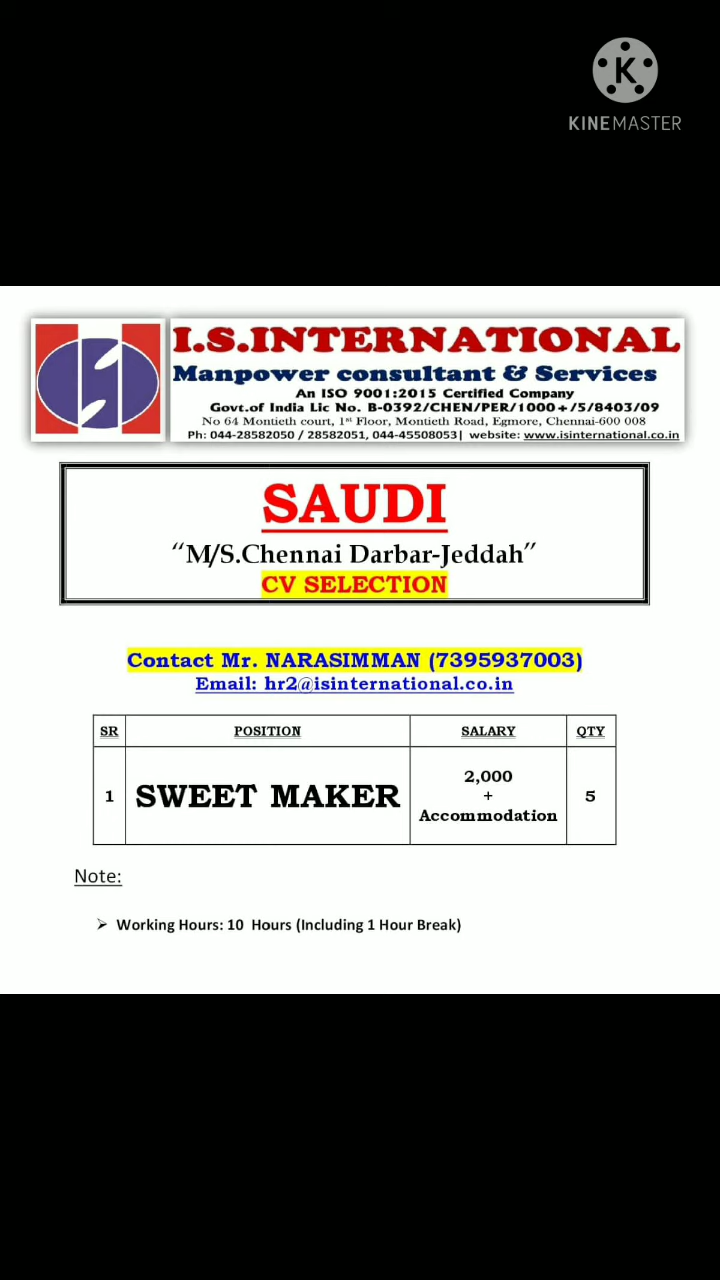 K
KINEMASTER
I.S.INTERNATIONAL
Manpower consultant & Services
An ISO 9001:2015 Certified Company
Govt.of India Lic No. B-0392/CHEN/PER/1000+/5/8403/09
No 64 Montieth court, 1st Floor, Montieth Road, Egmore, Chennai-600 008
Ph: 044-28582050 / 28582051, 044-45508053| website: www.isinternational.co.in
SAUDI
“M/S.Chennai Darbar-Jeddah”
CV SELECTION
Contact Mr. NARASIMMAN (7395937003)
Email: hr2@isinternational.co.in
SR POSITION SALARY QTY
1 SWEET MAKER 2,000 + Accommodation 5
Note:
➢ Working Hours: 10 Hours (Including 1 Hour Break)